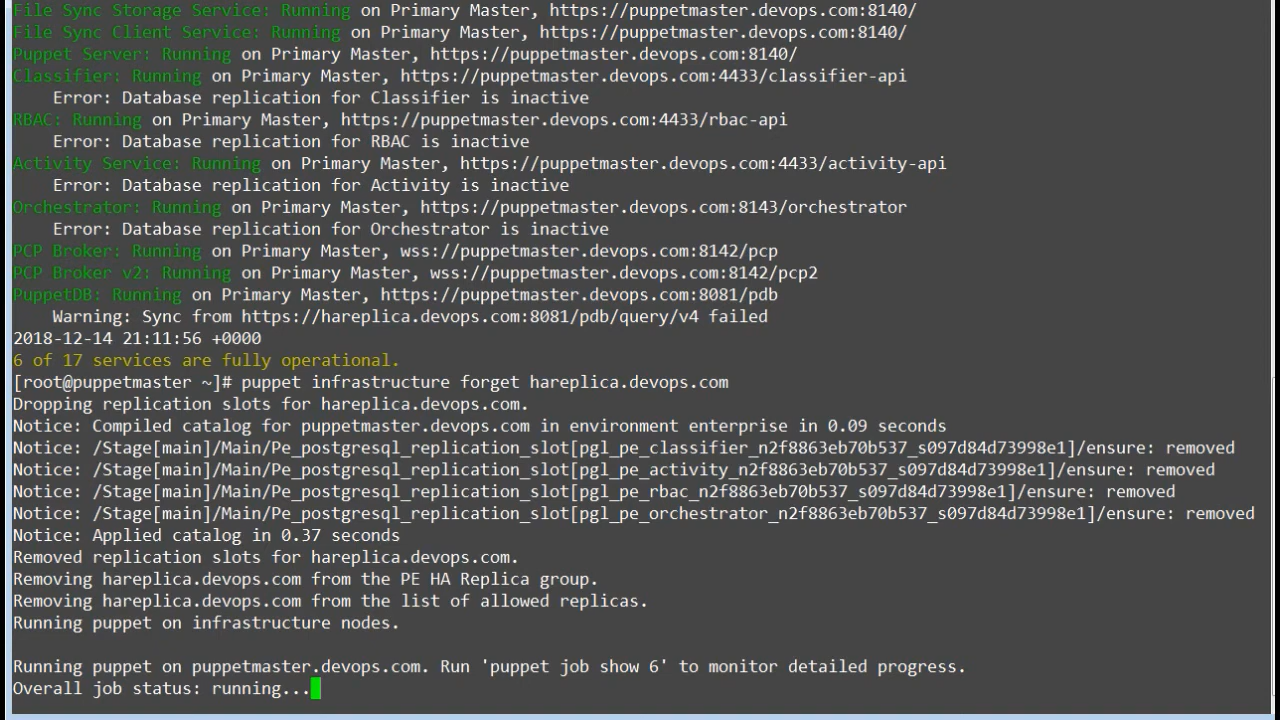 File Sync Storage Service: Running on Primary Master, https://puppetmaster.devops.com:8140/
File Sync Client Service: Running on Primary Master, https://puppetmaster.devops.com:8140/
Puppet Server: Running on Primary Master, https://puppetmaster.devops.com:8140/
Classifier: Running on Primary Master, https://puppetmaster.devops.com:4433/classifier-api
    Error: Database replication for Classifier is inactive
RBAC: Running on Primary Master, https://puppetmaster.devops.com:4433/rbac-api
    Error: Database replication for RBAC is inactive
Activity Service: Running on Primary Master, https://puppetmaster.devops.com:4433/activity-api
    Error: Database replication for Activity is inactive
Orchestrator: Running on Primary Master, https://puppetmaster.devops.com:8143/orchestrator
    Error: Database replication for Orchestrator is inactive
PCP Broker: Running on Primary Master, wss://puppetmaster.devops.com:8142/pcp
PCP Broker v2: Running on Primary Master, wss://puppetmaster.devops.com:8142/pcp2
PuppetDB: Running on Primary Master, https://puppetmaster.devops.com:8081/pdb
    Warning: Sync from https://hareplica.devops.com:8081/pdb/query/v4 failed
2018-12-14 21:11:56 +0000
6 of 17 services are fully operational.
[root@puppetmaster ~]# puppet infrastructure forget hareplica.devops.com
Dropping replication slots for hareplica.devops.com.
Notice: Compiled catalog for puppetmaster.devops.com in environment enterprise in 0.09 seconds
Notice: /Stage[main]/Main/Pe_postgresql_replication_slot[pgl_pe_classifier_n2f8863eb70b537_s097d84d73998e1]/ensure: removed
Notice: /Stage[main]/Main/Pe_postgresql_replication_slot[pgl_pe_activity_n2f8863eb70b537_s097d84d73998e1]/ensure: removed
Notice: /Stage[main]/Main/Pe_postgresql_replication_slot[pgl_pe_rbac_n2f8863eb70b537_s097d84d73998e1]/ensure: removed
Notice: /Stage[main]/Main/Pe_postgresql_replication_slot[pgl_pe_orchestrator_n2f8863eb70b537_s097d84d73998e1]/ensure: removed
Notice: Applied catalog in 0.37 seconds
Removed replication slots for hareplica.devops.com.
Removing hareplica.devops.com from the PE HA Replica group.
Removing hareplica.devops.com from the list of allowed replicas.
Running puppet on infrastructure nodes.
Running puppet on puppetmaster.devops.com. Run 'puppet job show 6' to monitor detailed progress.
Overall job status: running...